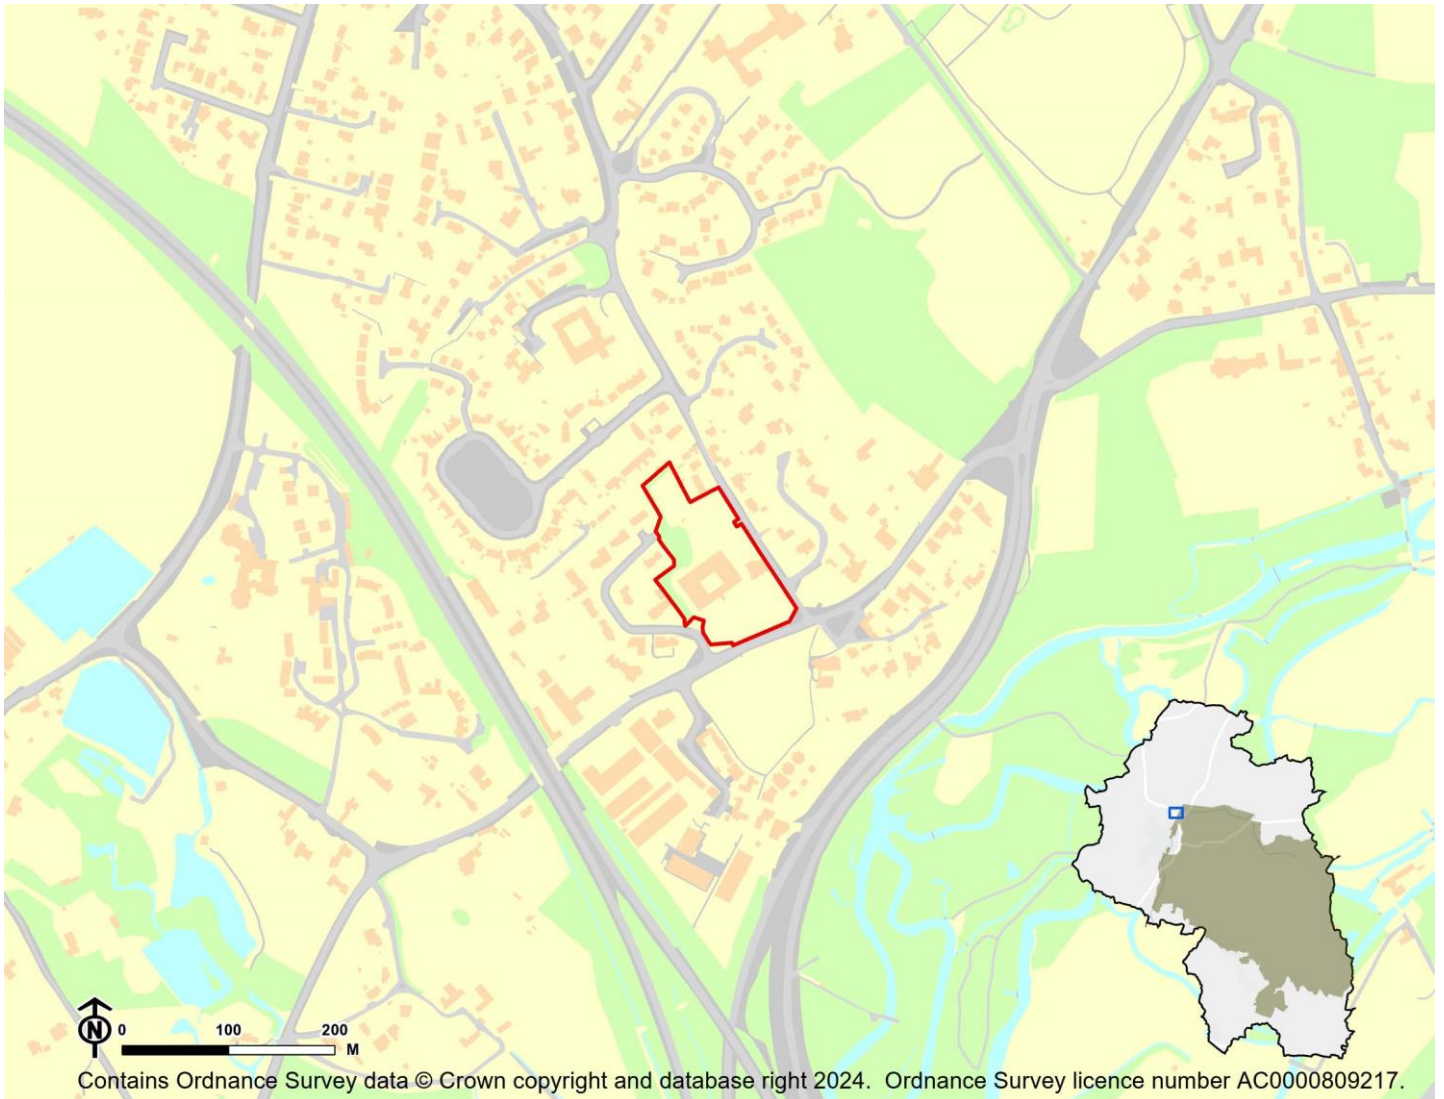 N 0 100 200
M
Contains Ordnance Survey data © Crown copyright and database right 2024. Ordnance Survey licence number AC0000809217.